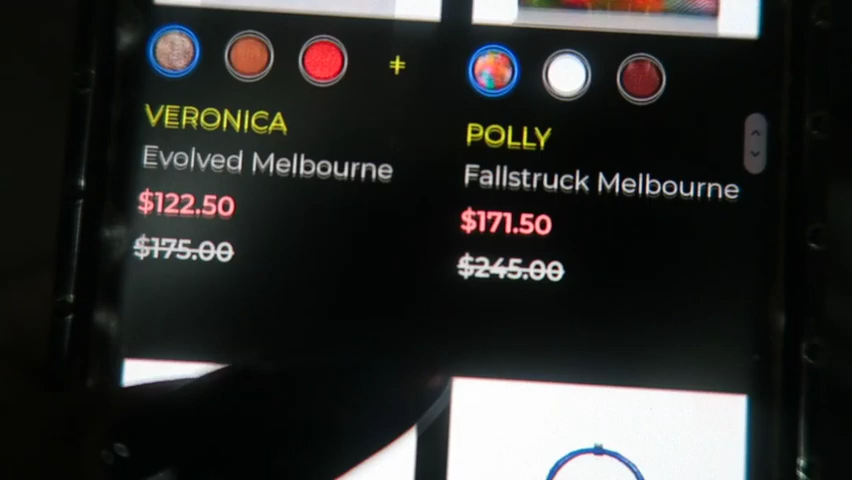 VERONICA
Evolved Melbourne
$122.50
$175.00
POLLY
Fallstruck Melbourne
$171.50
$245.00